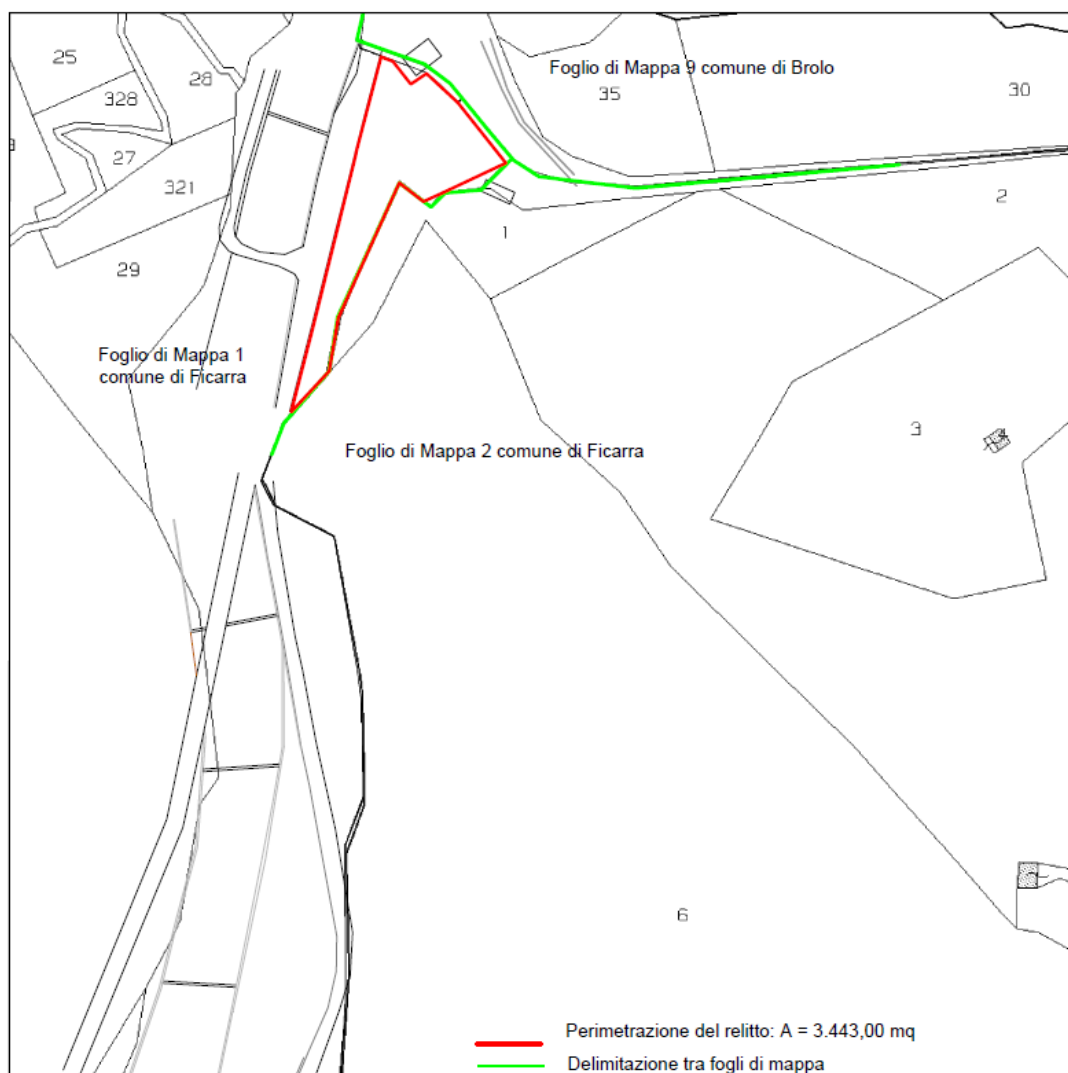 25
28
Foglio di Mappa 9 comune di Brolo
35
30
328
27
321
2
1
29
Foglio di Mappa 1
comune di Ficarra
3
Foglio di Mappa 2 comune di Ficarra
6
Perimetrazione del relitto: A = 3.443,00 mq
Delimitazione tra fogli di mappa